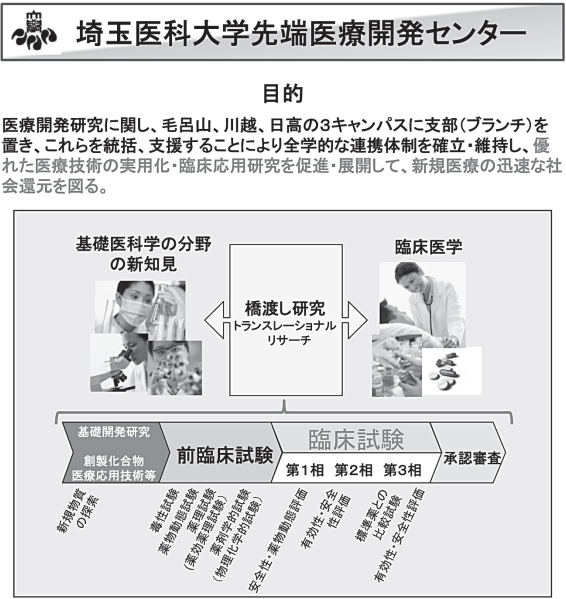 埼玉医科大学先端医療開発センター
目的
医療開発研究に関し、毛呂山、川越、日高の3キャンパスに支部（ブランチ）を
置き、これらを統括、支援することにより全学的な連携体制を確立・維持し、優
れた医療技術の実用化・臨床応用研究を促進・展開して、新規医療の迅速な社
会還元を図る。
基礎医科学の分野
の新知見
橋渡し研究
トランスレーショナル
リサーチ
臨床医学
基礎開発研究
創製化合物
医療応用技術等
前臨床試験
臨床試験
第1相 第2相 第3相
承認審査
新規物質
の探索
毒性試験
薬物動態試験
薬理試験
（薬効薬理試験）
薬剤学的試験
（物理化学的試験）
安全性・薬物動態評価
有効性・安全
性評価
標準薬との
比較試験
有効性・安全性評価